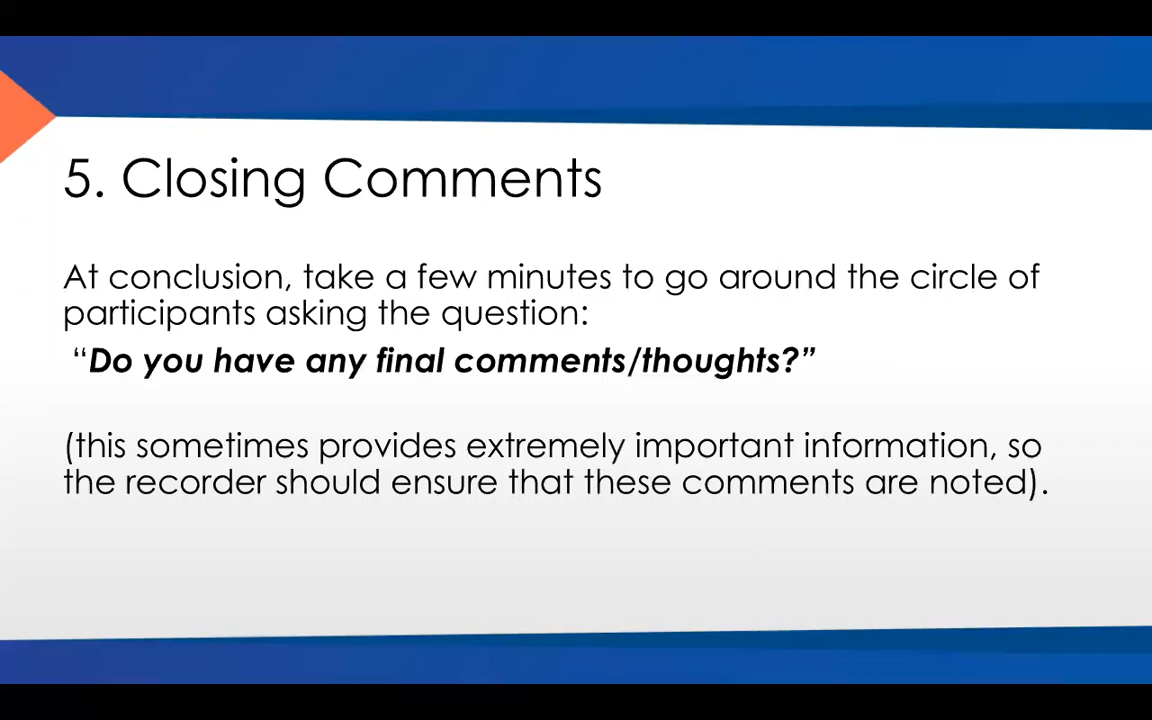 5. Closing Comments
At conclusion, take a few minutes to go around the circle of
participants asking the question:
“Do you have any final comments/thoughts?”
(this sometimes provides extremely important information, so
the recorder should ensure that these comments are noted).